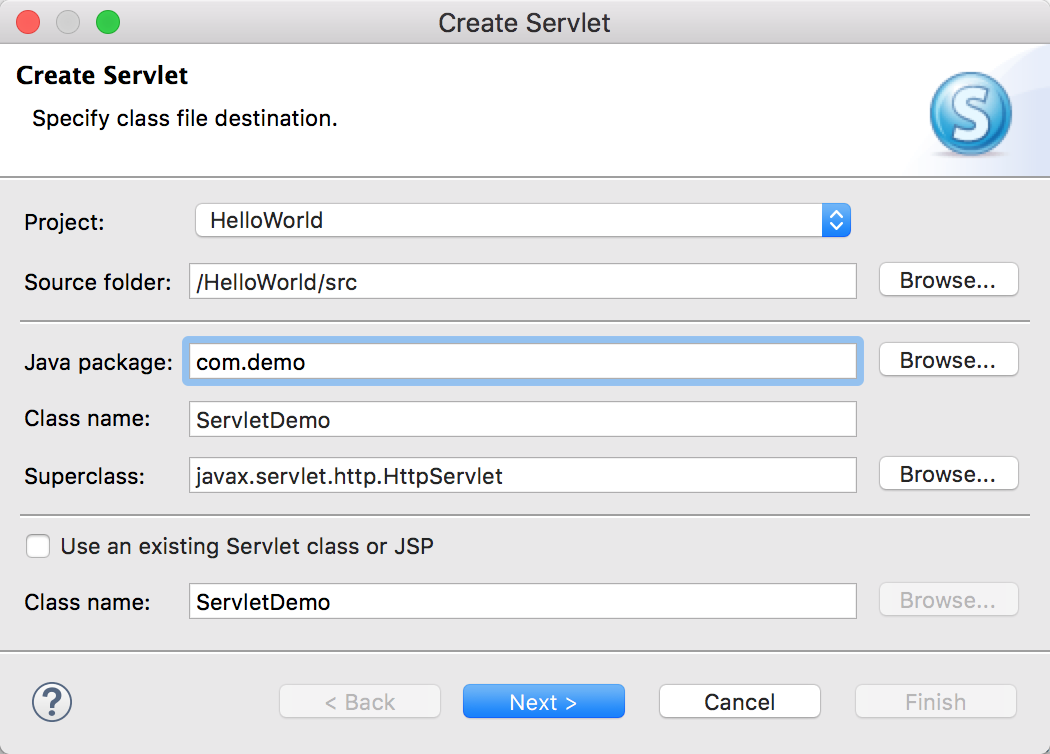 Create Servlet
Create Servlet
Specify class file destination.
S
Project: HelloWorld
Source folder: /HelloWorld/src Browse...
Java package: com.demo Browse...
Class name: ServletDemo
Superclass: javax.servlet.http.HttpServlet Browse...
Use an existing Servlet class or JSP
Class name: ServletDemo Browse...
? < Back Next > Cancel Finish